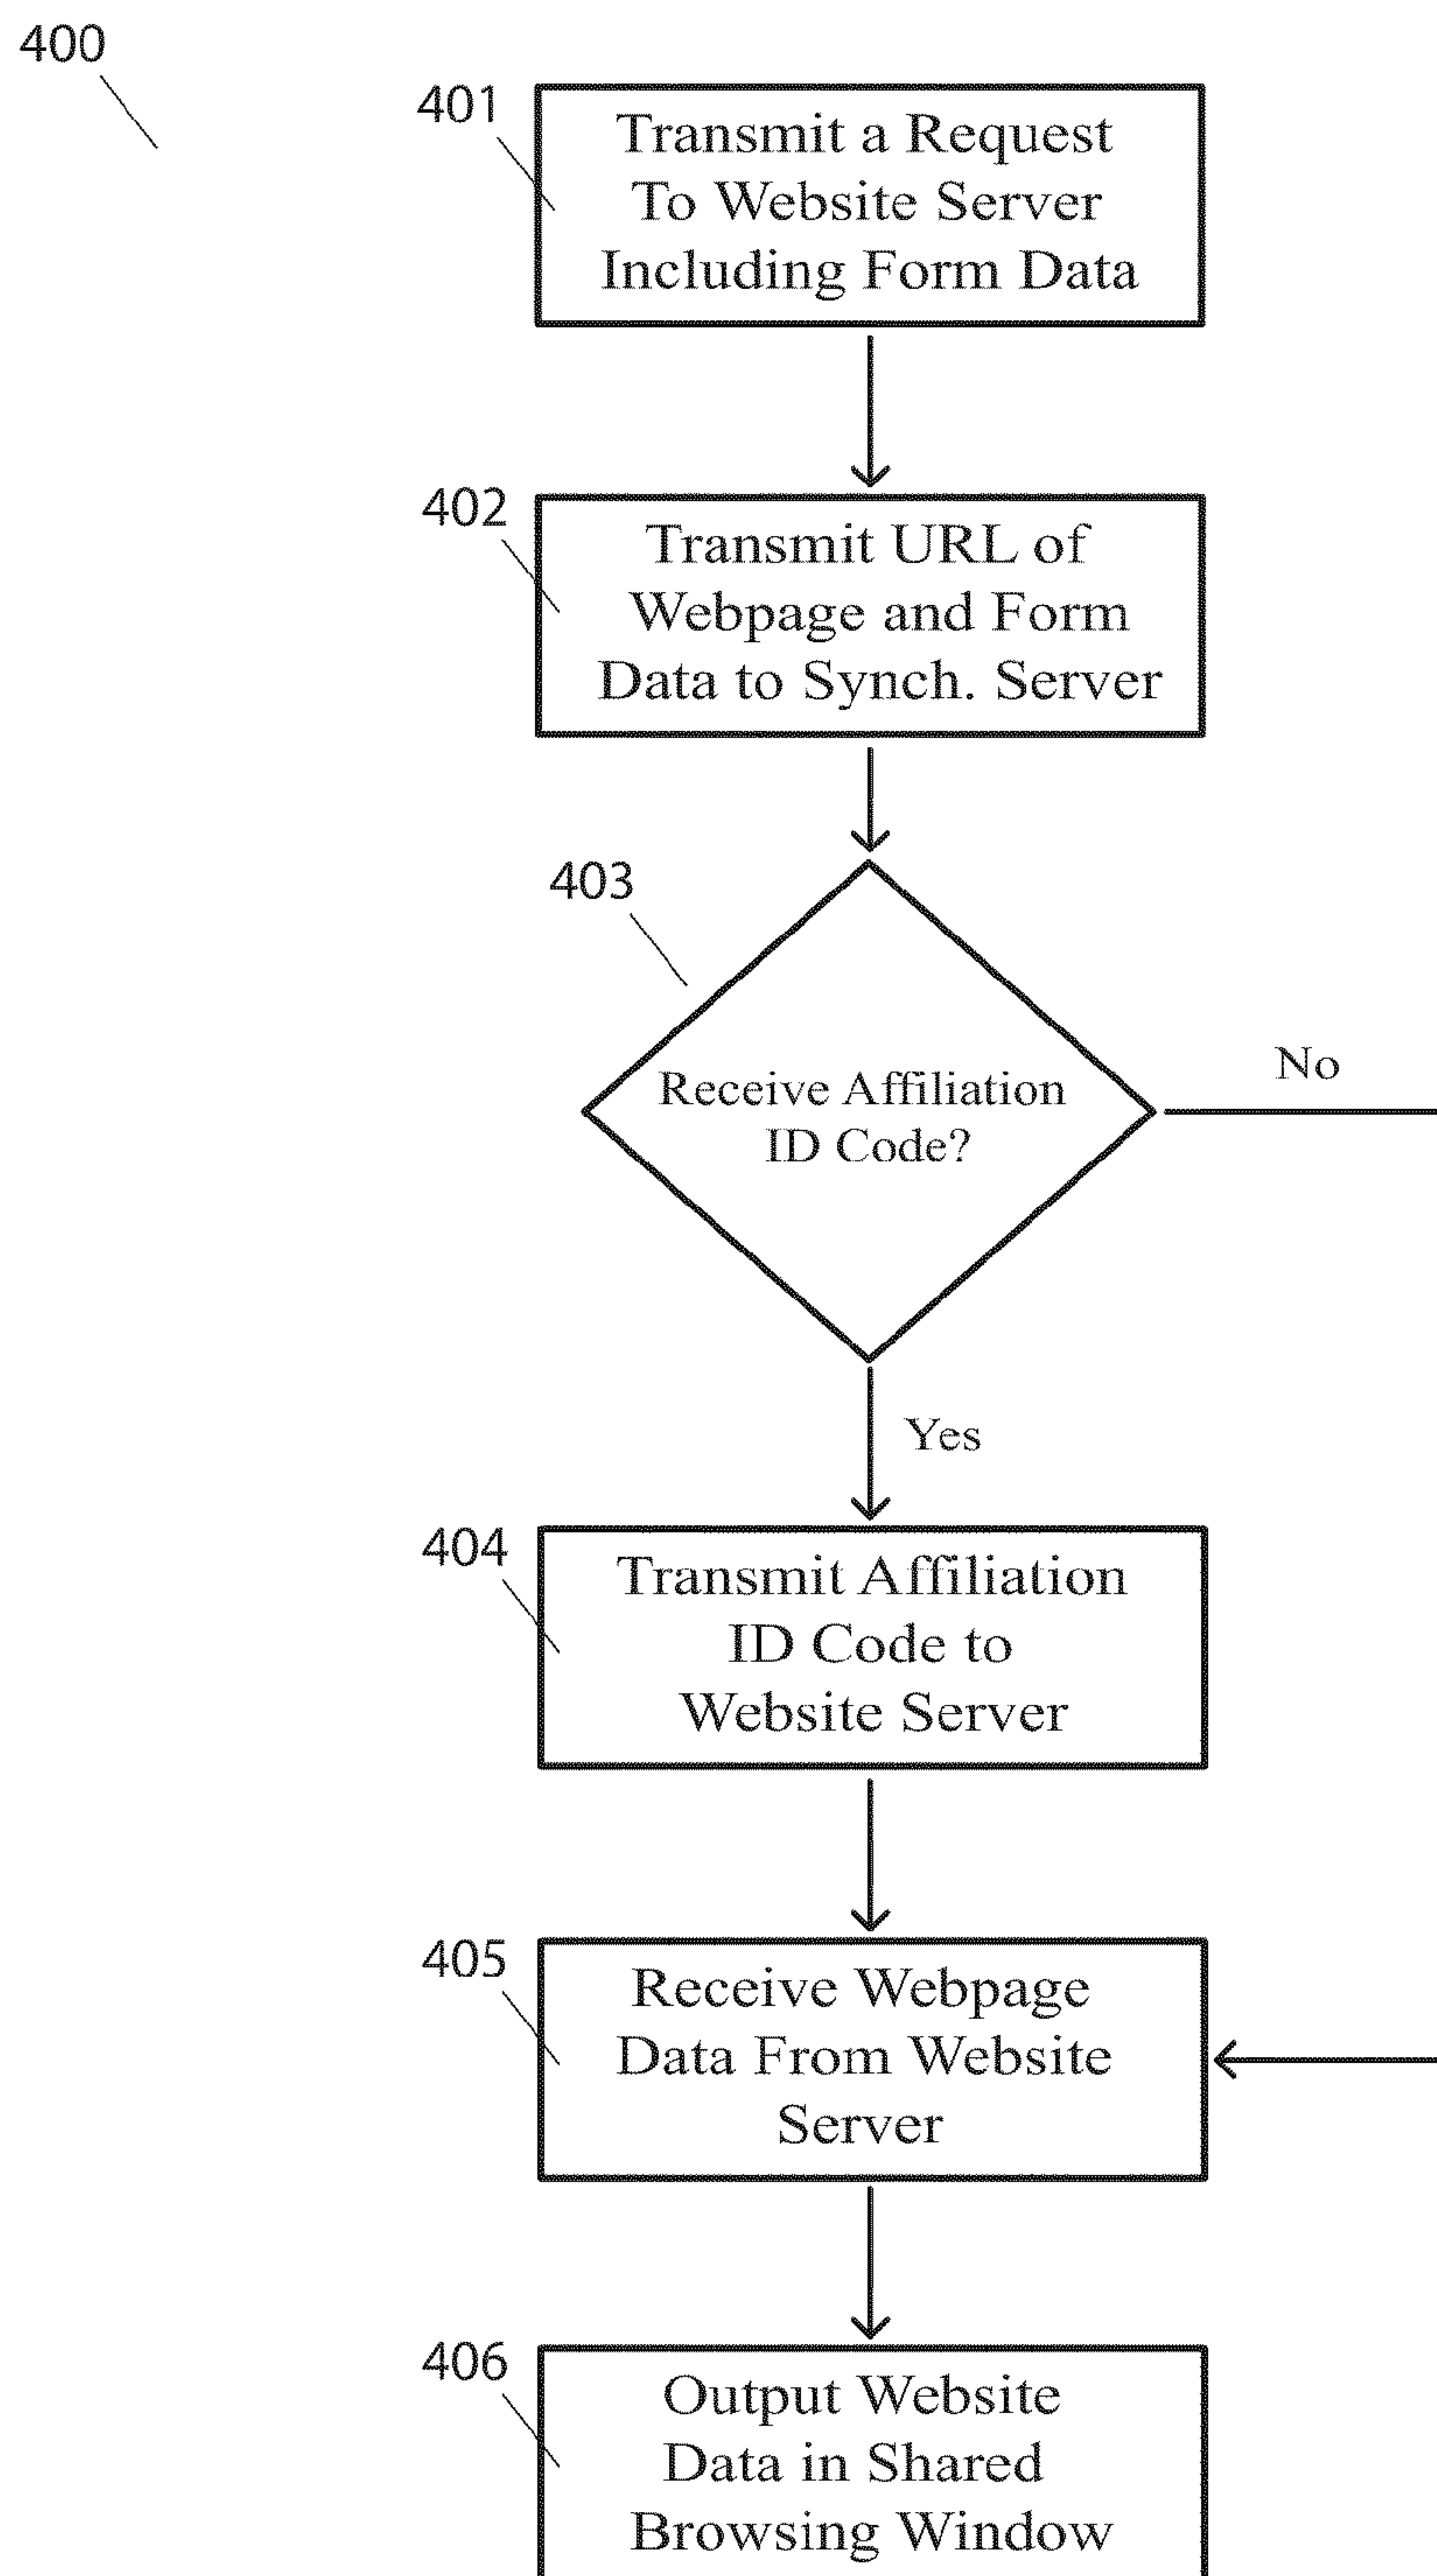 400
401
Transmit a Request
To Website Server
Including Form Data
402
Transmit URL of
Webpage and Form
Data to Synch. Server
403
Receive Affiliation
ID Code?
No
Yes
404
Transmit Affiliation
ID Code to
Website Server
405
Receive Webpage
Data From Website
Server
406
Output Website
Data in Shared
Browsing Window